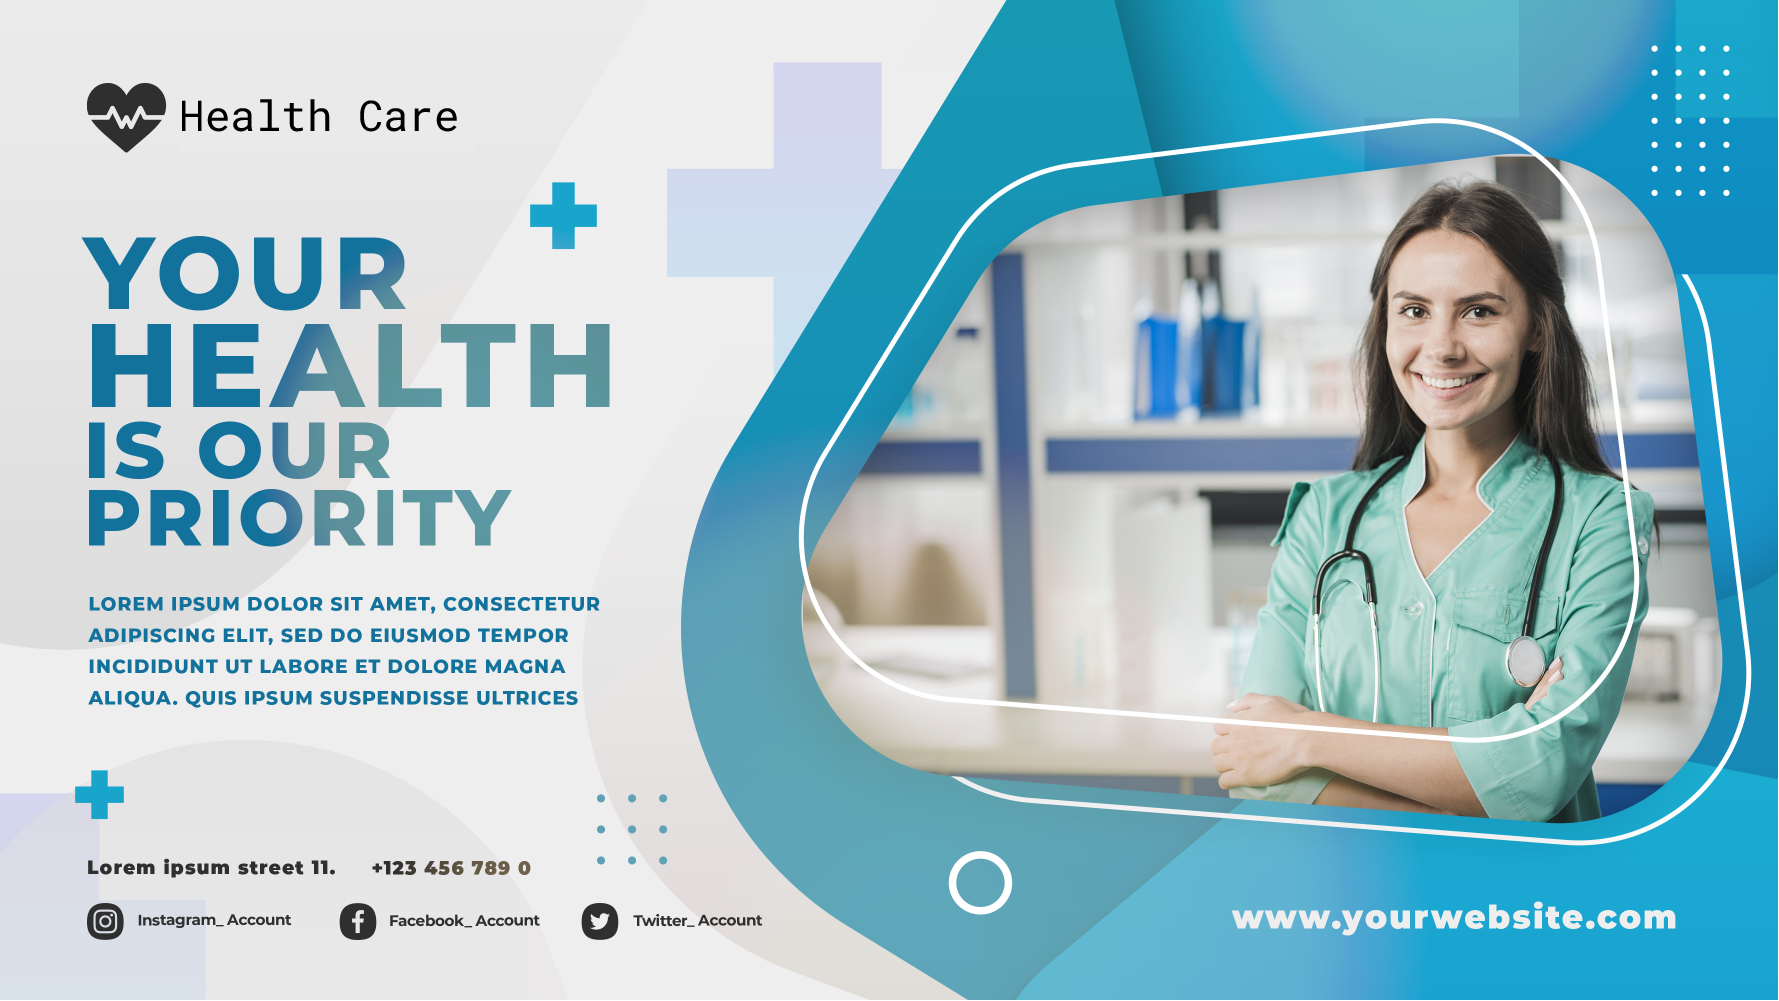 Health Care
YOUR
HEALTH
IS OUR
PRIORITY
LOREM IPSUM DOLOR SIT AMET, CONSECTETUR
ADIPISCING ELIT, SED DO EIUSMOD TEMPOR
INCIDIDUNT UT LABORE ET DOLORE MAGNA
ALIQUA. QUIS IPSUM SUSPENDISSE ULTRICES
Lorem ipsum street 11. +123 456 789 0
Instagram_ Account Facebook_ Account Twitter_ Account
www.yourwebsite.com